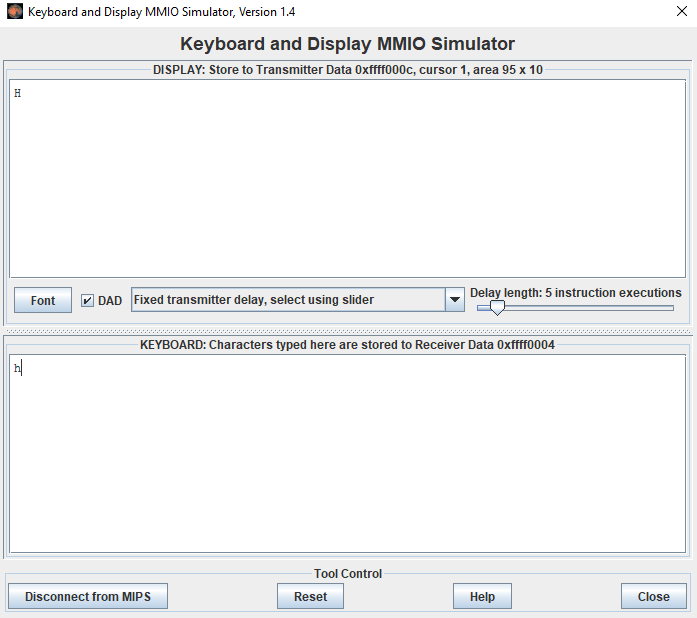 Keyboard and Display MMIO Simulator, Version 1.4
Keyboard and Display MMIO Simulator
DISPLAY: Store to Transmitter Data 0xffff000c, cursor 1, area 95 x 10
H
Font
DAD
Fixed transmitter delay, select using slider
Delay length: 5 instruction executions
KEYBOARD: Characters typed here are stored to Receiver Data 0xffff0004
h
Tool Control
Disconnect from MIPS
Reset
Help
Close